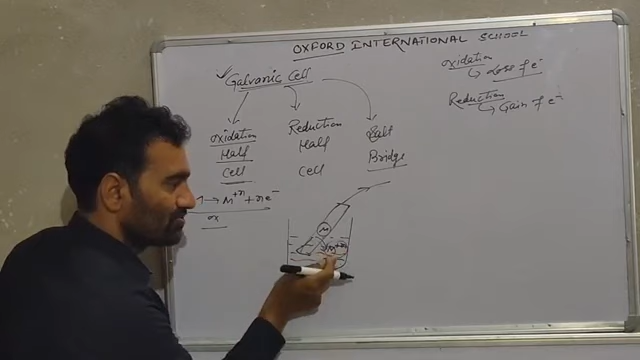 OXFORD INTERNATIONAL SCHOOL
Galvanic Cell
Oxidation
Half
Cell
Reduction
Half
Cell
Salt
Bridge
→ M⁺ⁿ + ne⁻
ox
M
M⁺ⁿ
Oxidation
↳ Loss of e⁻
Reduction
↳ Gain of e⁻